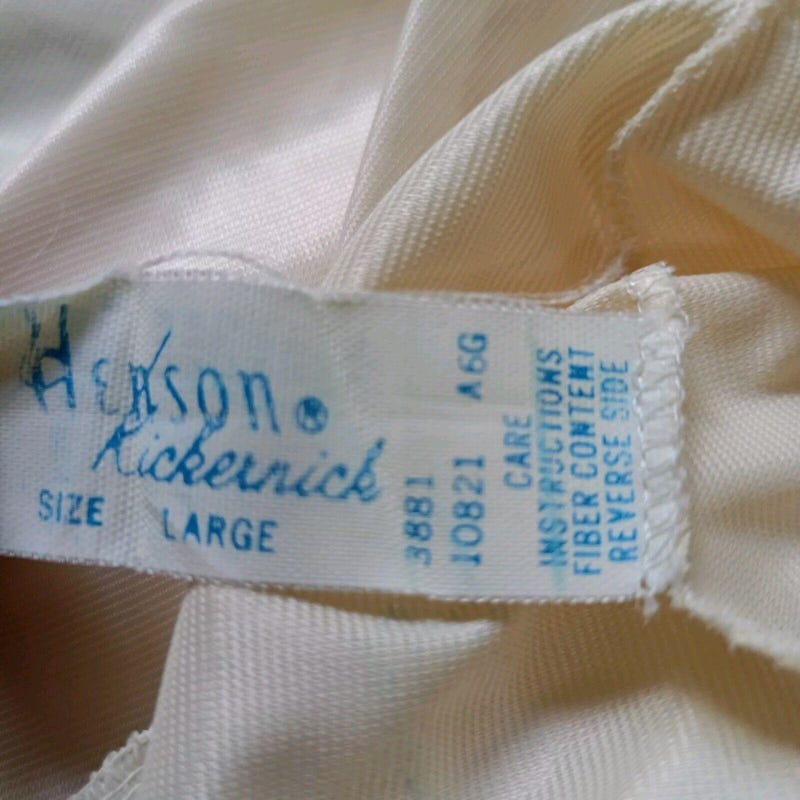 Henson®
Kickernick
SIZE LARGE
3881
10821 A6G
CARE
INSTRUCTIONS
FIBER CONTENT
REVERSE SIDE